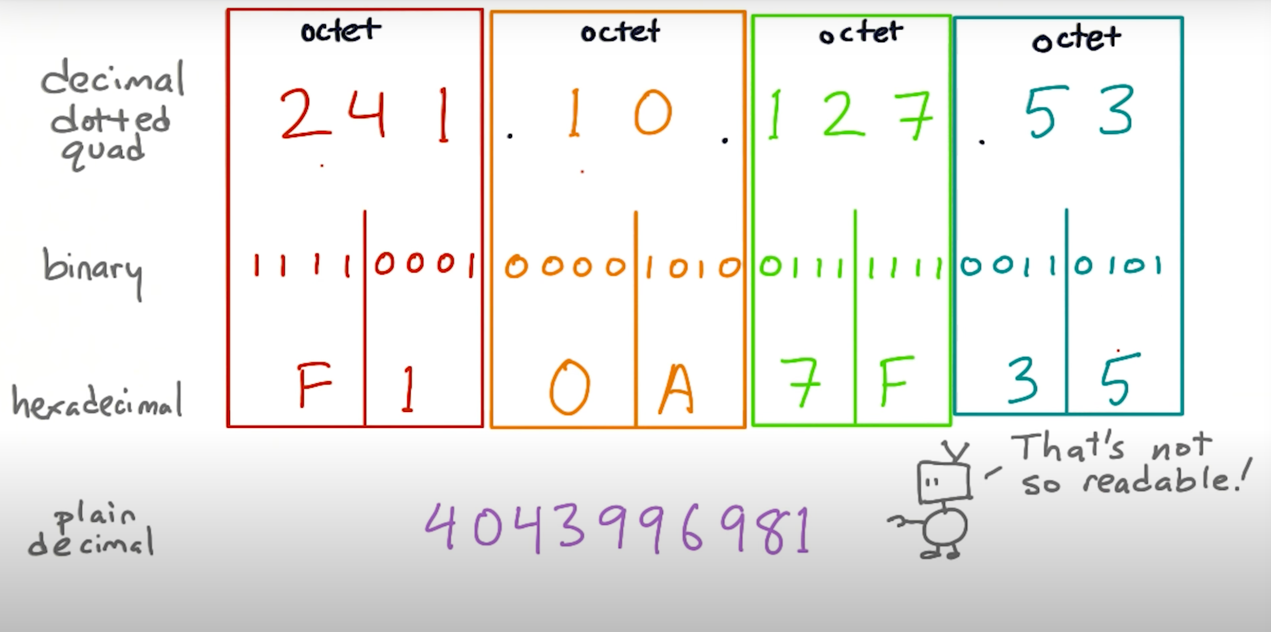 octet octet octet octet
decimal
dotted
quad
241 . 10 . 127 . 53
binary
1111 0001 0000 1010 0111 1111 0011 0101
hexadecimal
F 1 0 A 7 F 3 5
That's not
so readable!
plain
decimal
4043996981